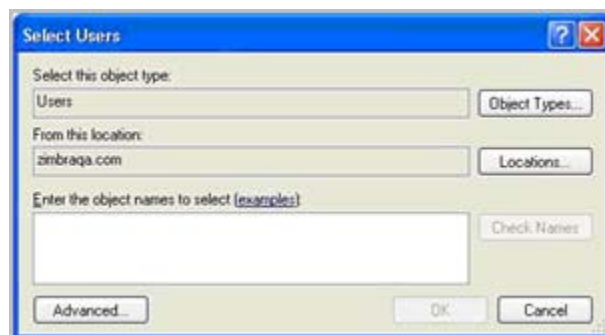 Select Users
Select this object type:
Users
Object Types...
From this location:
zimbraqa.com
Locations...
Enter the object names to select (examples):
Check Names
Advanced...
OK
Cancel